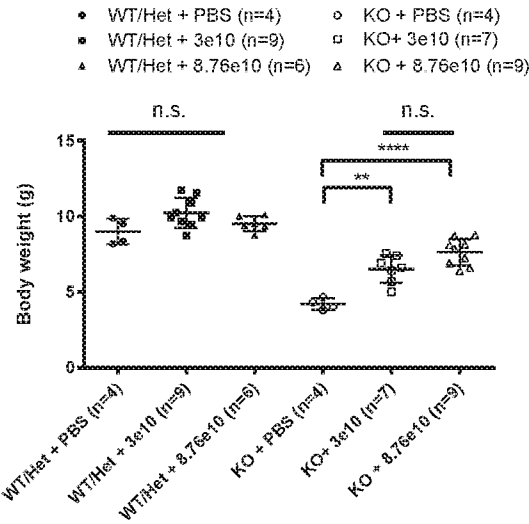 WT/Het + PBS (n=4)
KO + PBS (n=4)
WT/Het + 3e10 (n=9)
KO+ 3e10 (n=7)
WT/Het + 8.76e10 (n=6)
KO + 8.76e10 (n=9)
n.s.
n.s.
15
****
**
10
Body weight (g)
5
0
WT/Het + PBS (n=4)
WT/Het + 3e10 (n=9)
WT/Het + 8.76e10 (n=6)
KO + PBS (n=4)
KO+ 3e10 (n=7)
KO + 8.76e10 (n=9)